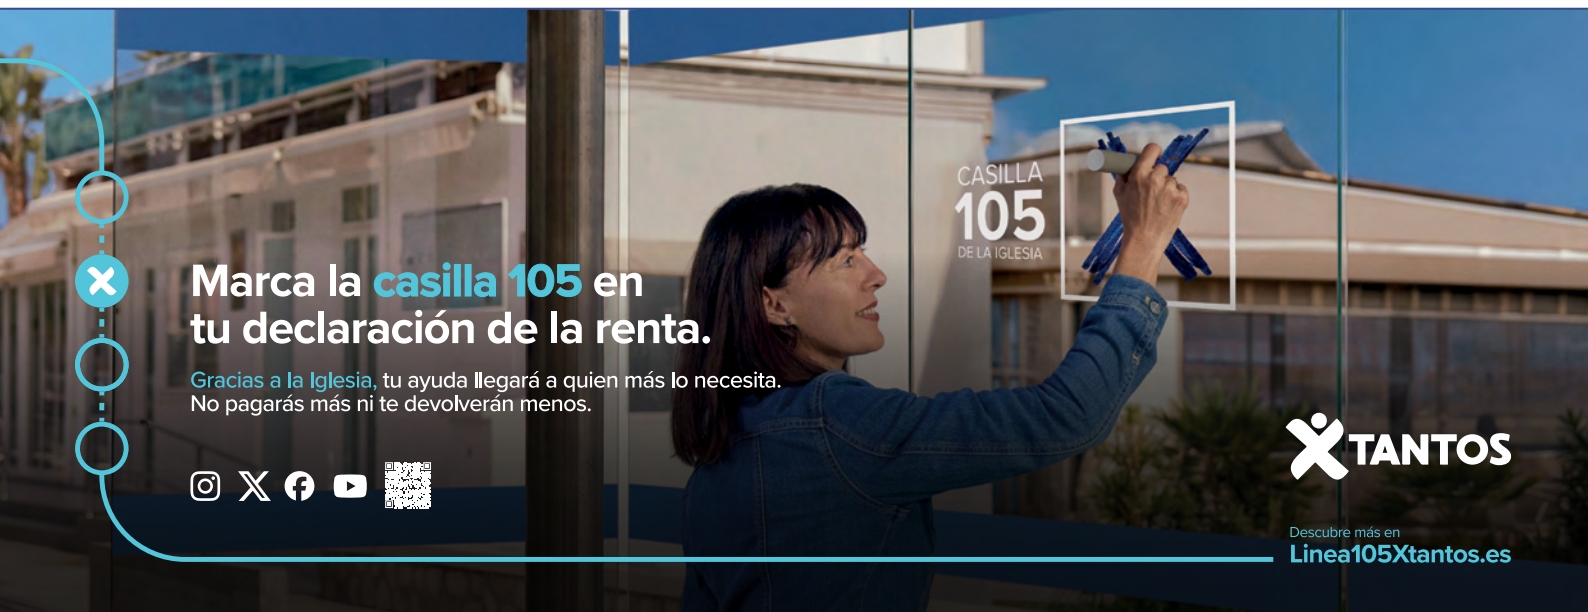 CASILLA
105
DE LA IGLESIA
Marca la casilla 105 en
tu declaración de la renta.
Gracias a la Iglesia, tu ayuda llegará a quien más lo necesita.
No pagarás más ni te devolverán menos.
XTANTOS
Descubre más en
Linea105Xtantos.es